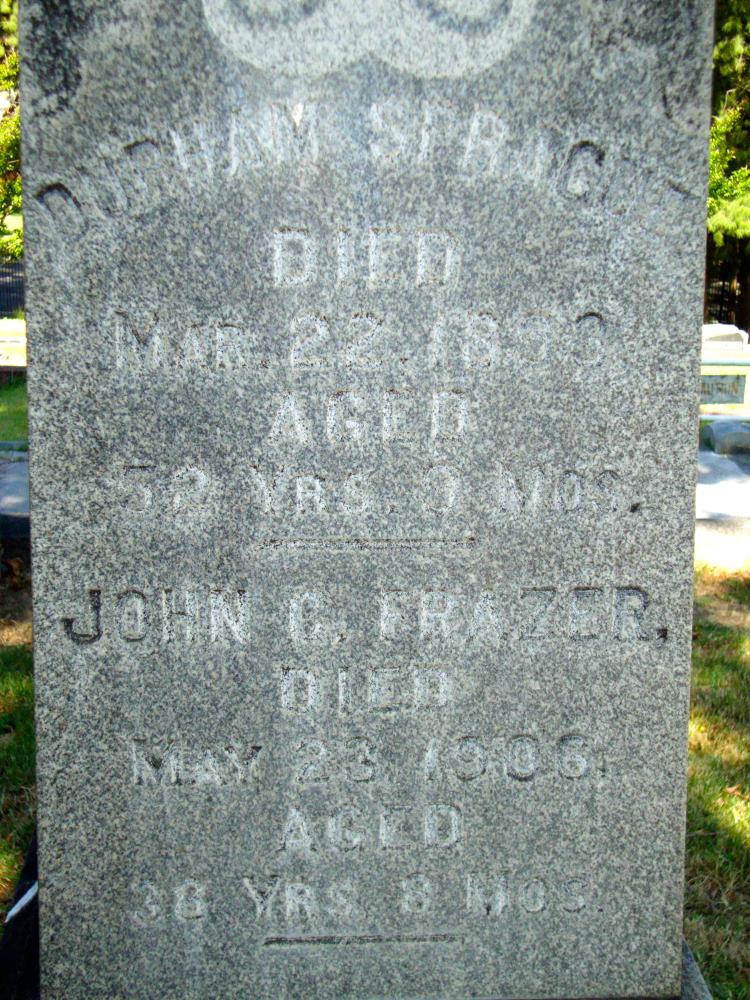 DURHAM SPRAGUE
DIED
MAR. 22. 1893
AGED
52 YRS. 9 MOS.
JOHN C. FRAZER,
DIED
MAY 23, 1906.
AGED
38 YRS. 8 MOS.